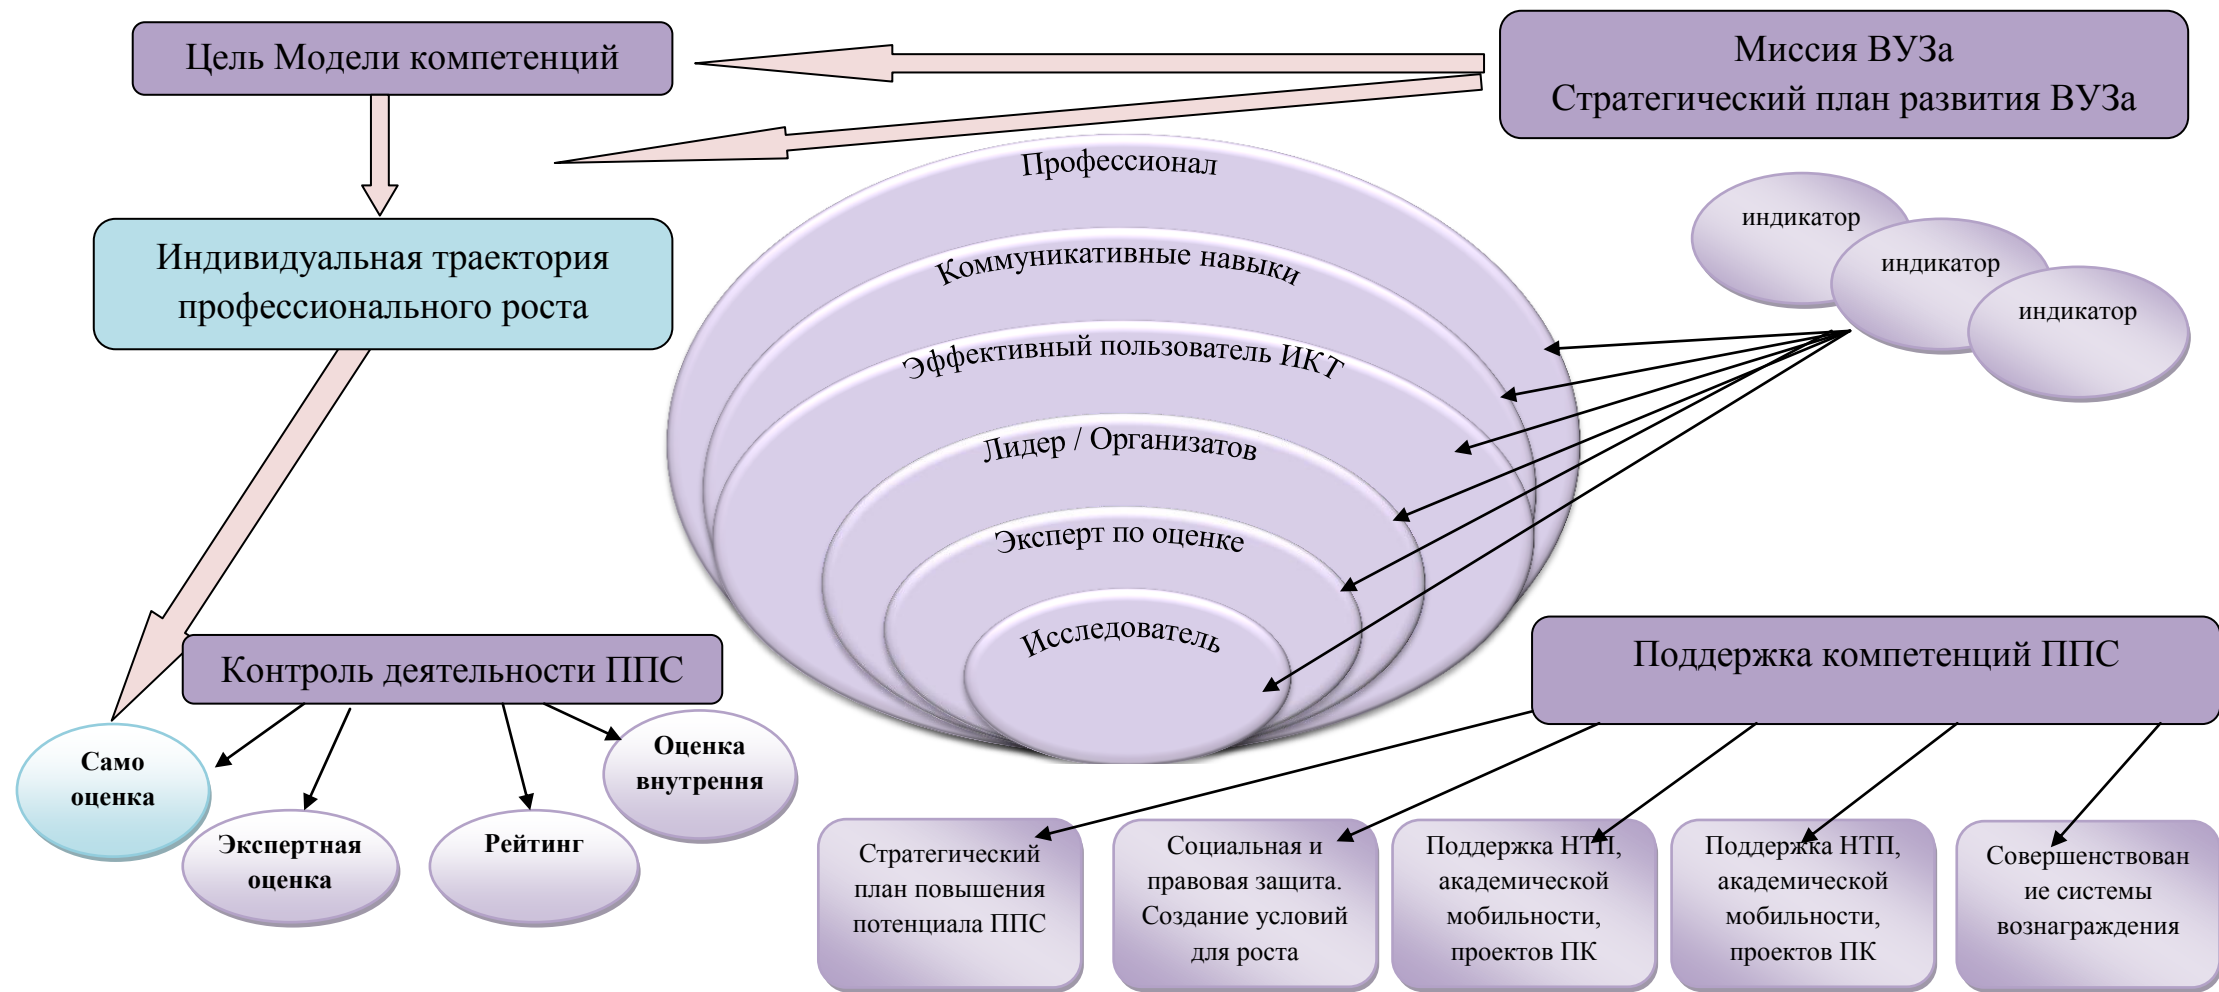 Цель Модели компетенций
Миссия ВУЗа
Стратегический план развития ВУЗа
Индивидуальная траектория
профессионального роста
Профессионал
Коммуникативные навыки
Эффективный пользователь ИКТ
Лидер / Организатов
Эксперт по оценке
Исследователь
индикатор
индикатор
индикатор
Контроль деятельности ППС
Само
оценка
Экспертная
оценка
Рейтинг
Оценка
внутрення
Поддержка компетенций ППС
Стратегический
план повышения
потенциала ППС
Социальная и
правовая защита.
Создание условий
для роста
Поддержка НТП,
академической
мобильности,
проектов ПК
Поддержка НТП,
академической
мобильности,
проектов ПК
Совершенствован
ие системы
вознаграждения